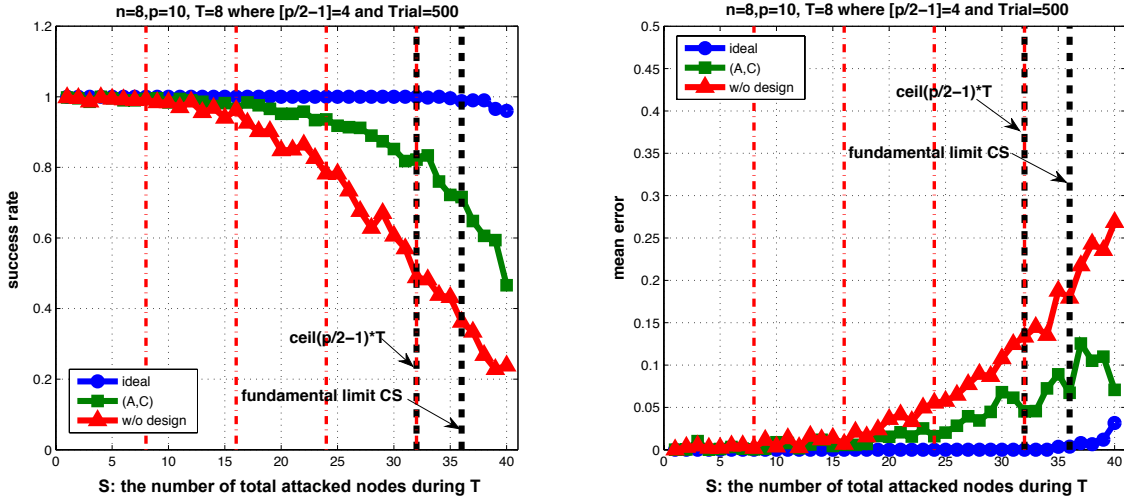 n=8,p=10, T=8 where [p/2−1]=4 and Trial=500
success rate
1.2
1
0.8
0.6
0.4
0.2
0
ceil(p/2−1)*T
fundamental limit CS
ideal
(A,C)
w/o design
0 5 10 15 20 25 30 35 40
S: the number of total attacked nodes during T
n=8,p=10, T=8 where [p/2−1]=4 and Trial=500
mean error
0.5
0.45
0.4
0.35
0.3
0.25
0.2
0.15
0.1
0.05
0
ideal
(A,C)
w/o design
ceil(p/2−1)*T
fundamental limit CS
0 5 10 15 20 25 30 35 40
S: the number of total attacked nodes during T